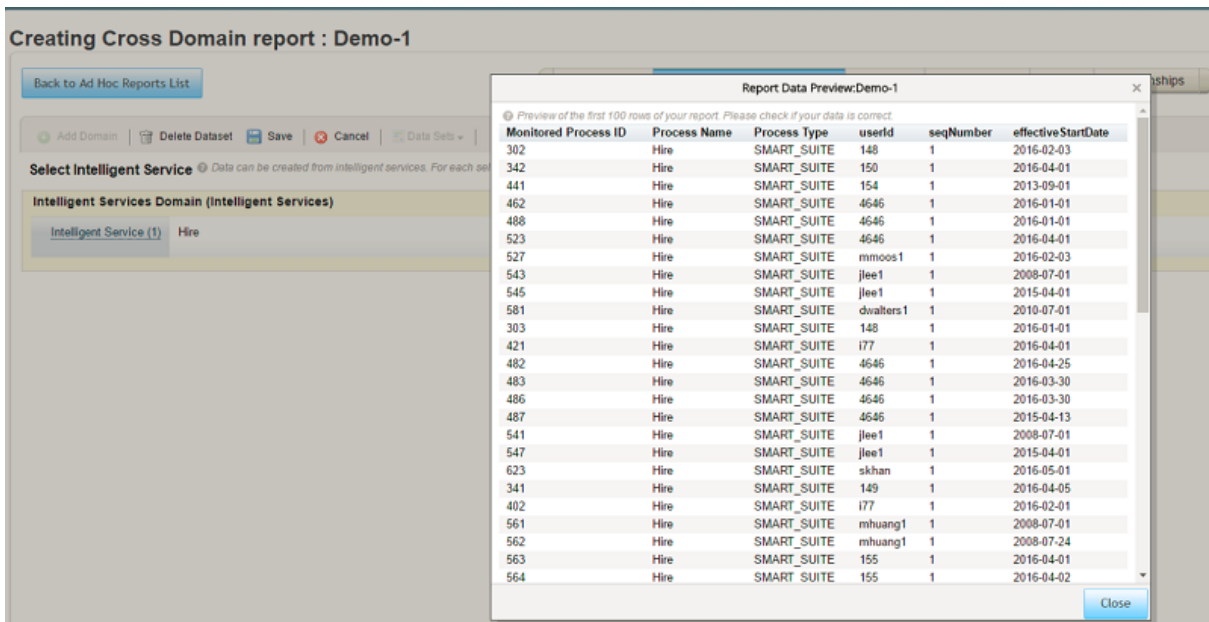 Creating Cross Domain report : Demo-1
Back to Ad Hoc Reports List
Add Domain Delete Dataset Save Cancel Data Sets
Select Intelligent Service Data can be created from intelligent services. For each set
Intelligent Services Domain (Intelligent Services)
Intelligent Service (1) Hire
Report Data Preview:Demo-1
Preview of the first 100 rows of your report. Please check if your data is correct.
Monitored Process ID Process Name Process Type userId seqNumber effectiveStartDate
302 Hire SMART_SUITE 148 1 2016-02-03
342 Hire SMART_SUITE 150 1 2016-04-01
441 Hire SMART_SUITE 154 1 2013-09-01
462 Hire SMART_SUITE 4646 1 2016-01-01
488 Hire SMART_SUITE 4646 1 2016-01-01
523 Hire SMART_SUITE 4646 1 2016-04-01
527 Hire SMART_SUITE mmoos1 1 2016-02-03
543 Hire SMART_SUITE jlee1 1 2008-07-01
545 Hire SMART_SUITE jlee1 1 2015-04-01
581 Hire SMART_SUITE dwalters1 1 2010-07-01
303 Hire SMART_SUITE 148 1 2016-01-01
421 Hire SMART_SUITE i77 1 2016-04-01
482 Hire SMART_SUITE 4646 1 2016-04-25
483 Hire SMART_SUITE 4646 1 2016-03-30
486 Hire SMART_SUITE 4646 1 2016-03-30
487 Hire SMART_SUITE 4646 1 2015-04-13
541 Hire SMART_SUITE jlee1 1 2008-07-01
547 Hire SMART_SUITE jlee1 1 2015-04-01
623 Hire SMART_SUITE skhan 1 2016-05-01
341 Hire SMART_SUITE 149 1 2016-04-05
402 Hire SMART_SUITE i77 1 2016-02-01
561 Hire SMART_SUITE mhuang1 1 2008-07-01
562 Hire SMART_SUITE mhuang1 1 2008-07-24
563 Hire SMART_SUITE 155 1 2016-04-01
564 Hire SMART_SUITE 155 1 2016-04-02
Close